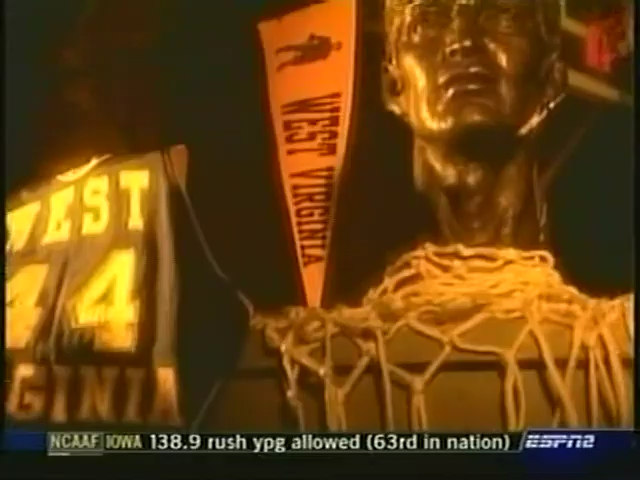 WEST
44
GINIA
WEST VIRGINIA
NCAAF IOWA 138.9 rush ypg allowed (63rd in nation) ESPN2